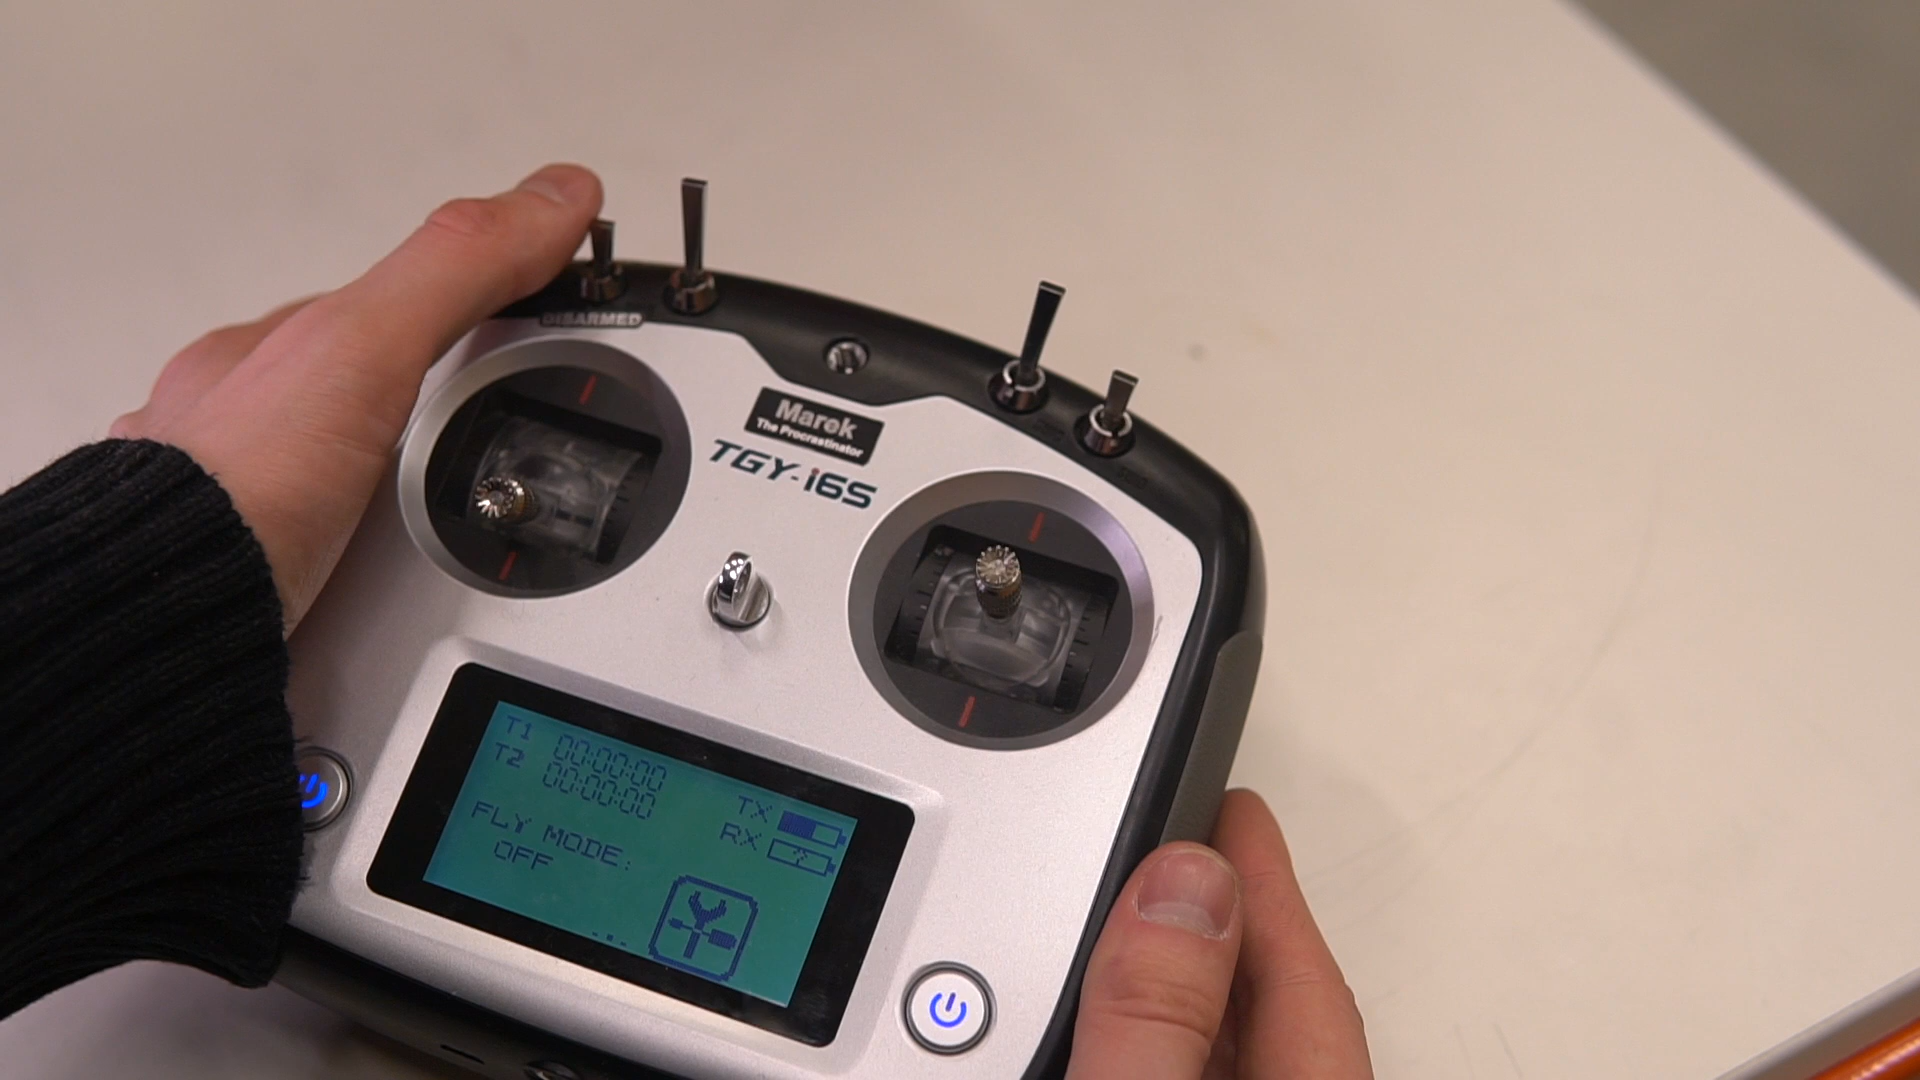 DISARMED
Marek
The Procrastinator
TGY-i6S
T1 00:00:00
T2 00:00:00
TX
RX ?
FLY MODE:
OFF
...